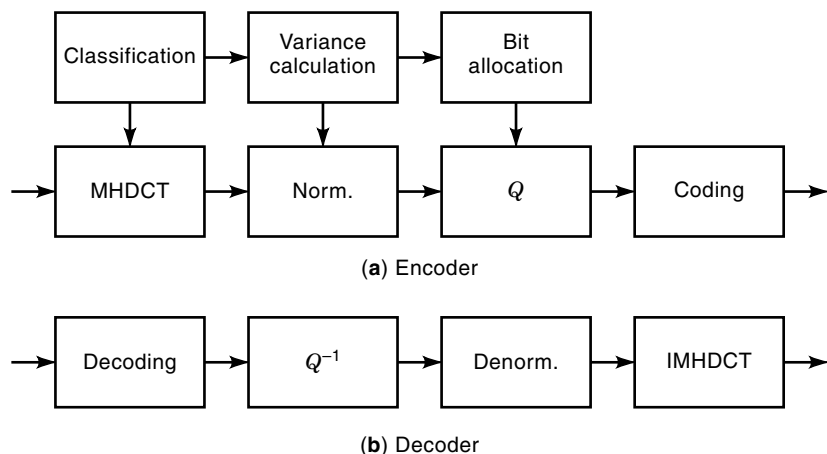 Classification
Variance
calculation
Bit
allocation
MHDCT
Norm.
Q
Coding
(a) Encoder
Decoding
Q⁻¹
Denorm.
IMHDCT
(b) Decoder